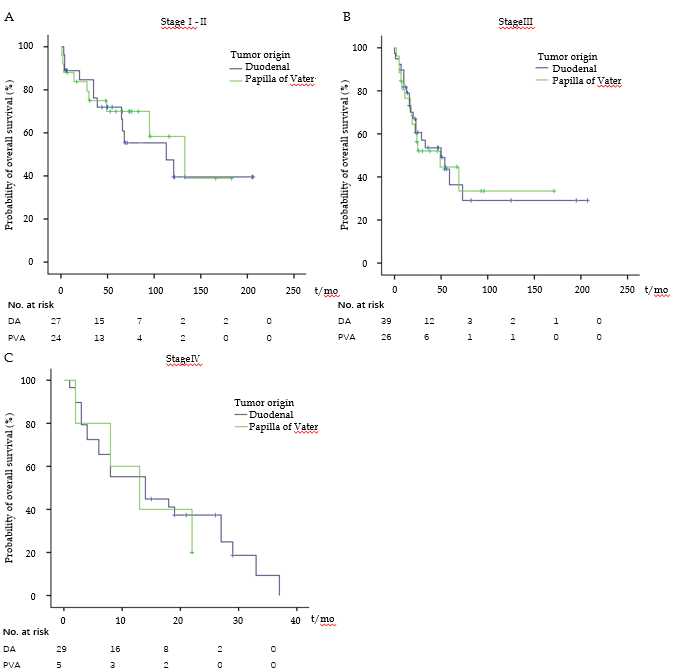 A
Stage I - II
Tumor origin
Duodenal
Papilla of Vater
Probability of overall survival (%)
100
80
60
40
20
0
0 50 100 150 200 250 t/mo
No. at risk
DA 27 15 7 2 2 0
PVA 24 13 4 2 0 0
B
StageIII
Tumor origin
Duodenal
Papilla of Vater
Probability of overall survival (%)
100
80
60
40
20
0
0 50 100 150 200 250 t/mo
No. at risk
DA 39 12 3 2 1 0
PVA 26 6 1 1 0 0
C
StageIV
Tumor origin
Duodenal
Papilla of Vater
Probability of overall survival (%)
100
80
60
40
20
0
0 10 20 30 40 t/mo
No. at risk
DA 29 16 8 2 0
PVA 5 3 2 0 0